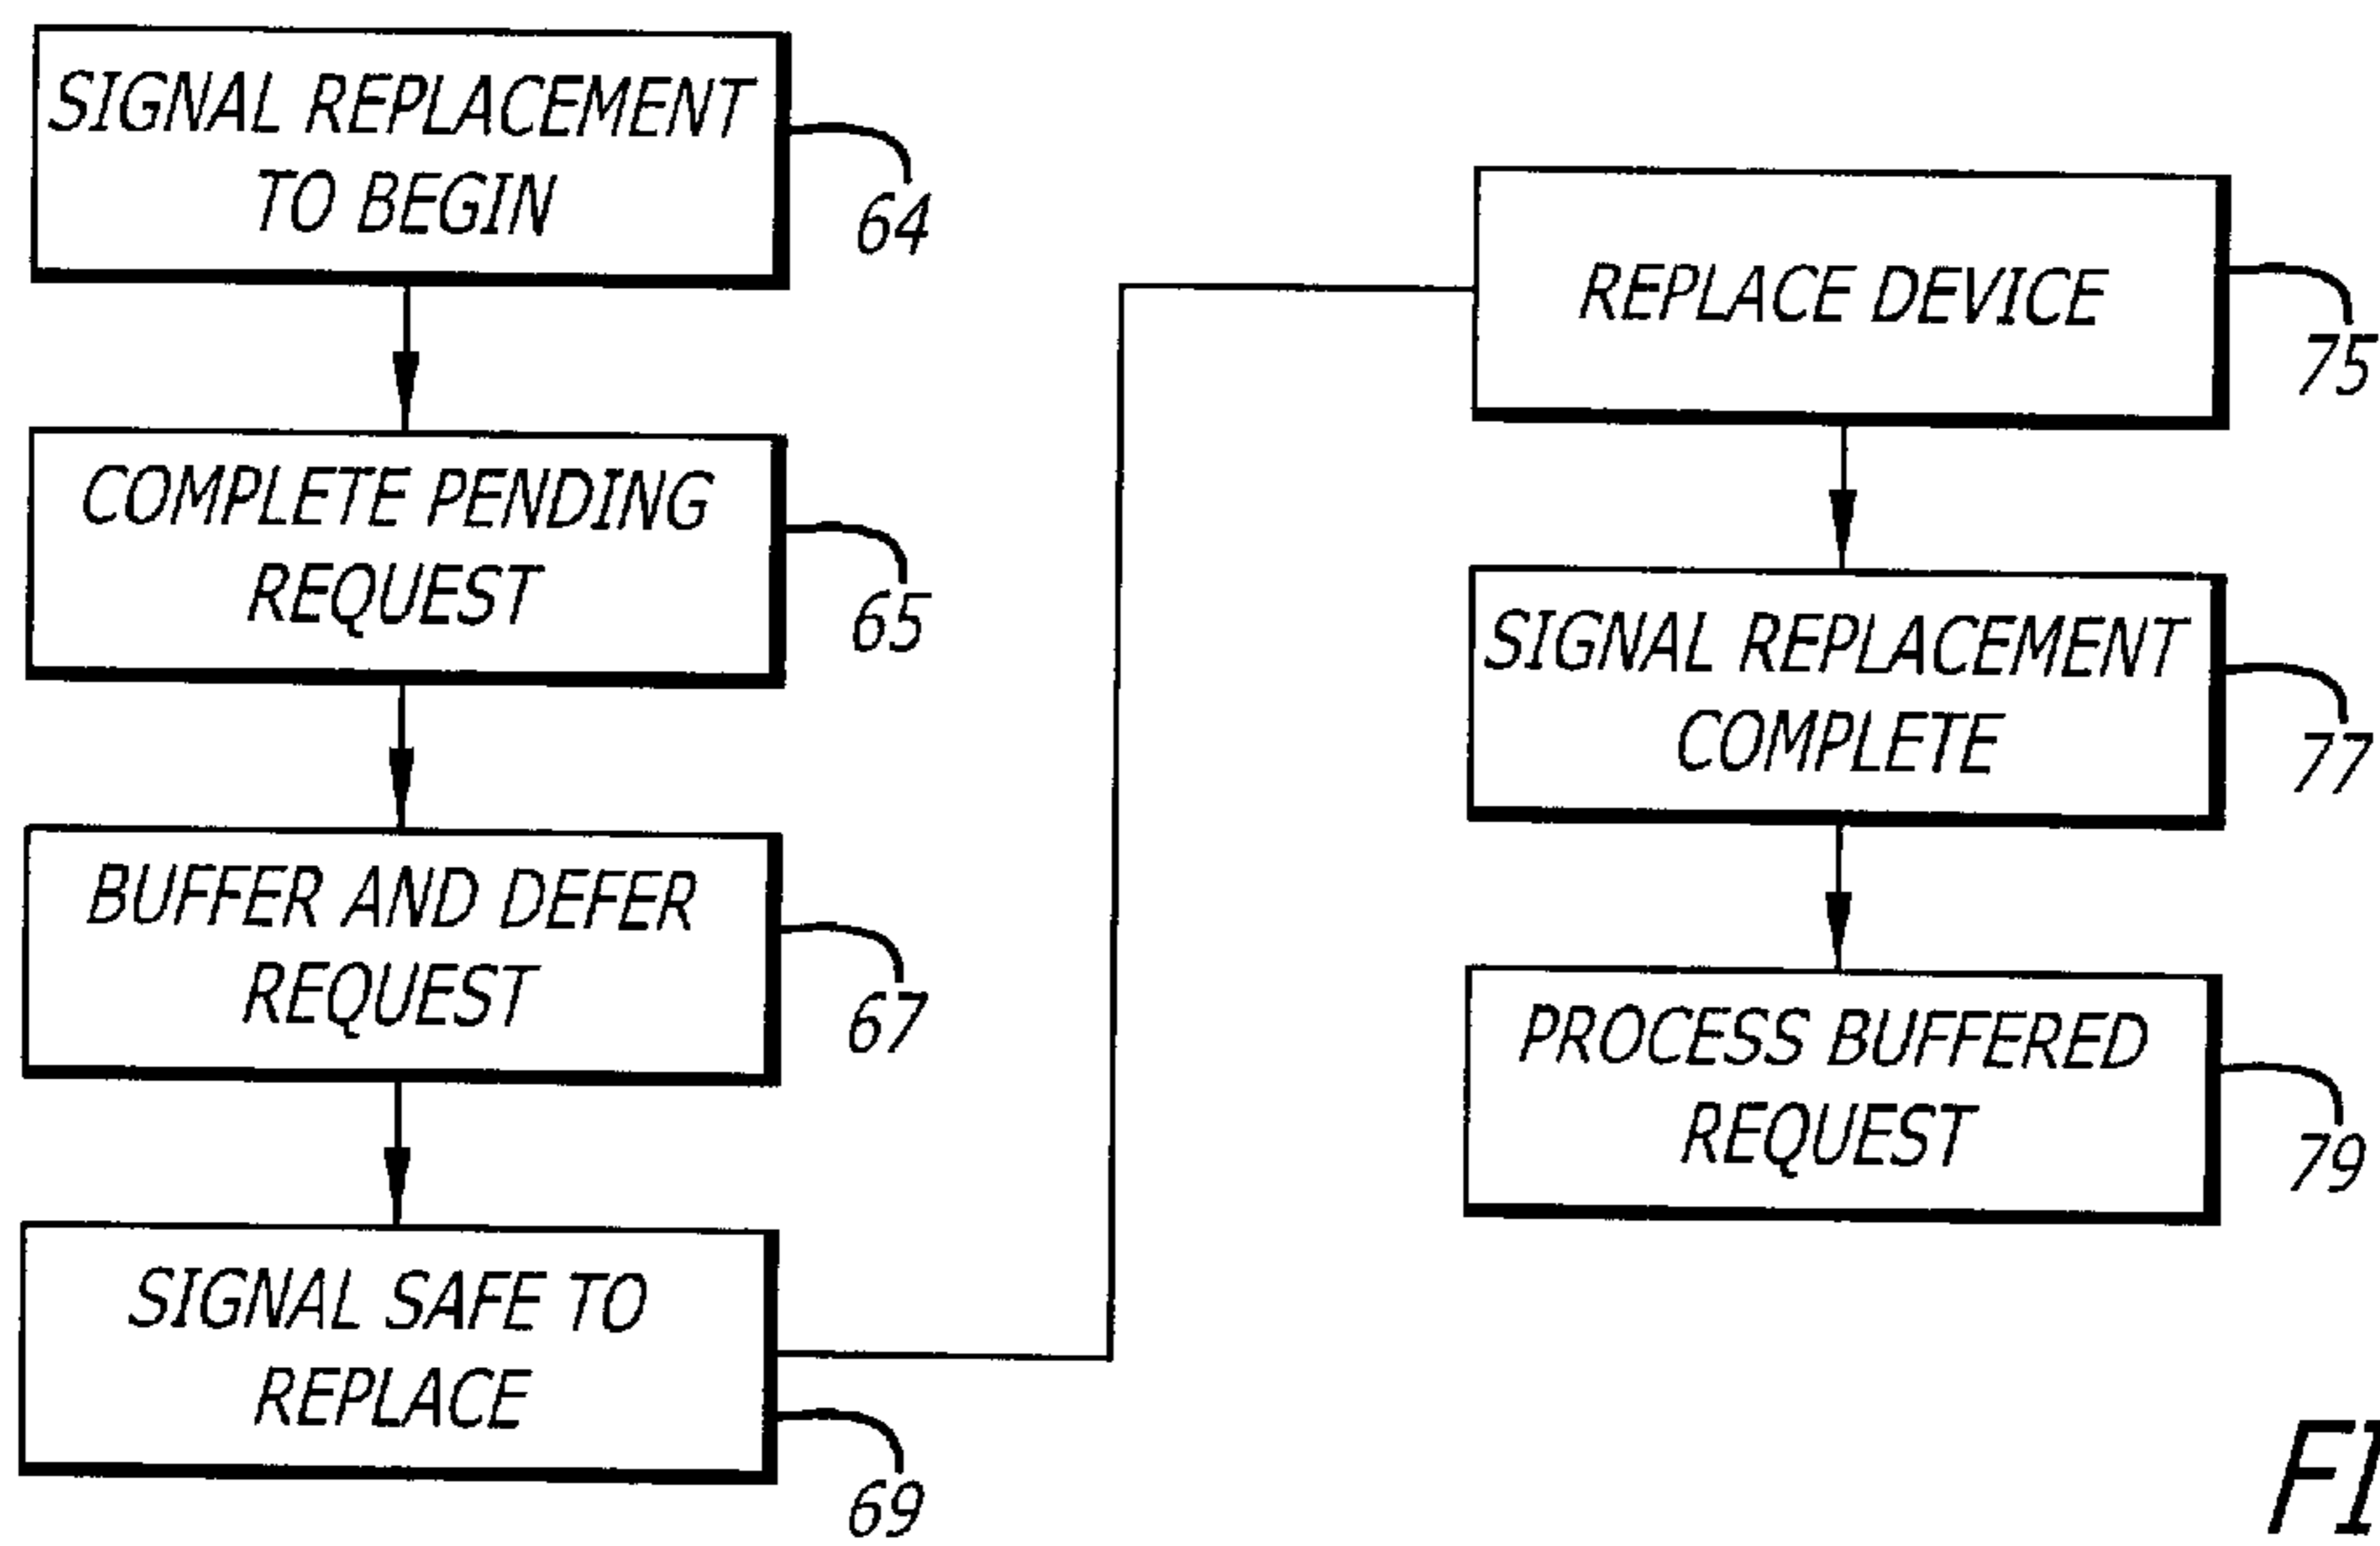 SIGNAL REPLACEMENT
TO BEGIN
64
COMPLETE PENDING
REQUEST
65
BUFFER AND DEFER
REQUEST
67
SIGNAL SAFE TO
REPLACE
69
REPLACE DEVICE
75
SIGNAL REPLACEMENT
COMPLETE
77
PROCESS BUFFERED
REQUEST
79
FI